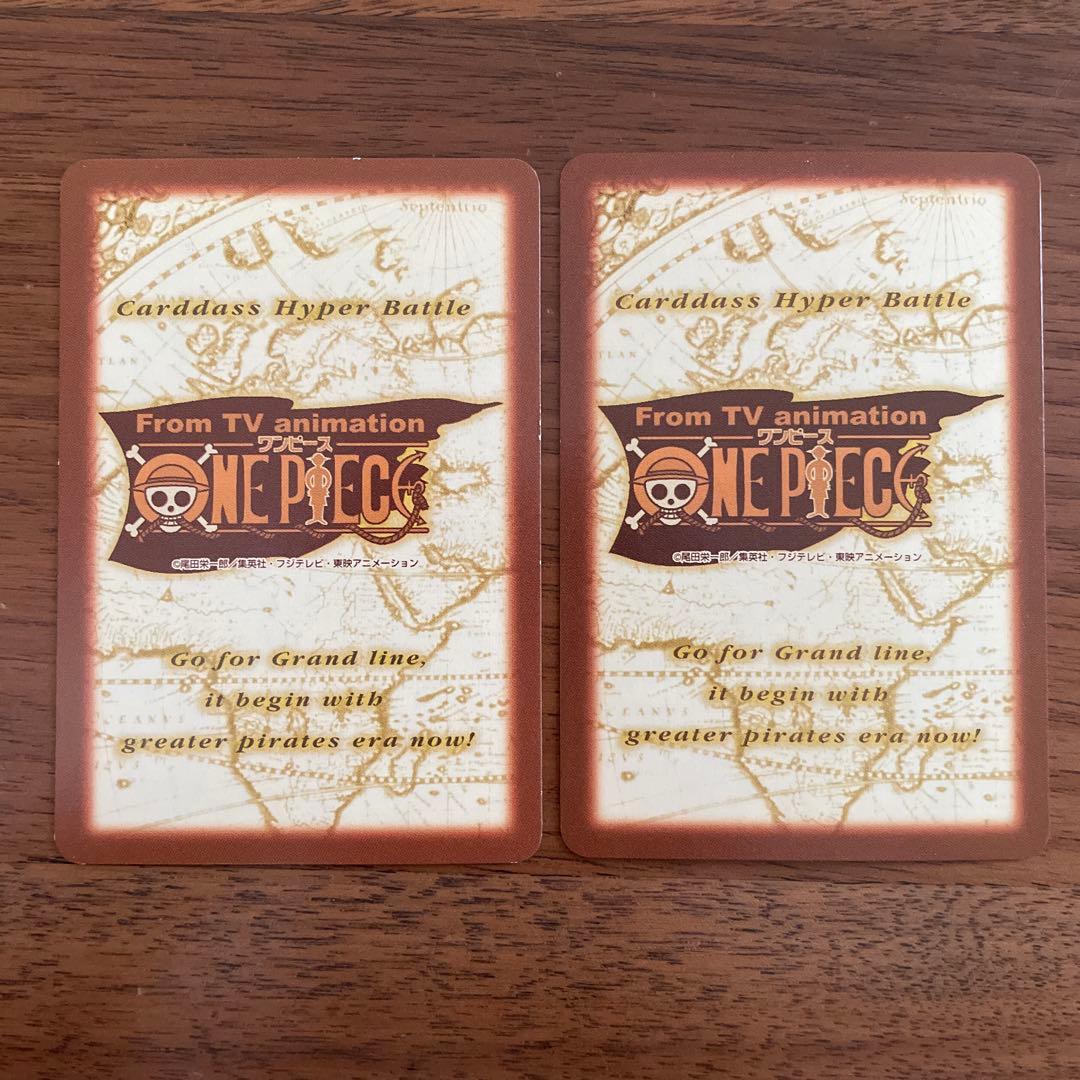 Septentrio
Carddass Hyper Battle
TLAN
From TV animation
ワンピース
ONE PIECE
©尾田栄一郎/集英社・フジテレビ・東映アニメーション
Go for Grand line,
it begin with
CEANVS
greater pirates era now!
Septentrio
Carddass Hyper Battle
TLAN
From TV animation
ワンピース
ONE PIECE
©尾田栄一郎/集英社・フジテレビ・東映アニメーション
Go for Grand line,
it begin with
CEANVS
greater pirates era now!